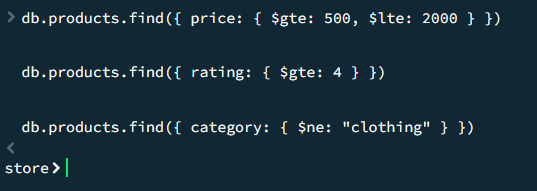 > db.products.find({ price: { $gte: 500, $lte: 2000 } })
db.products.find({ rating: { $gte: 4 } })
db.products.find({ category: { $ne: "clothing" } })
<
store>